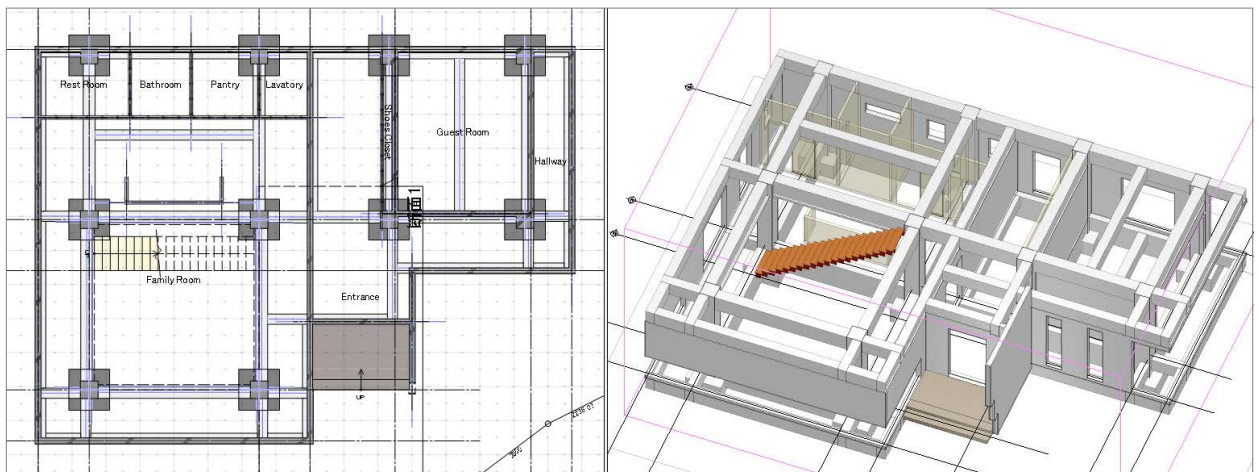 Rest Room
Bathroom
Pantry
Lavatory
Shoes Closet
Guest Room
Hallway
Family Room
Entrance
UP